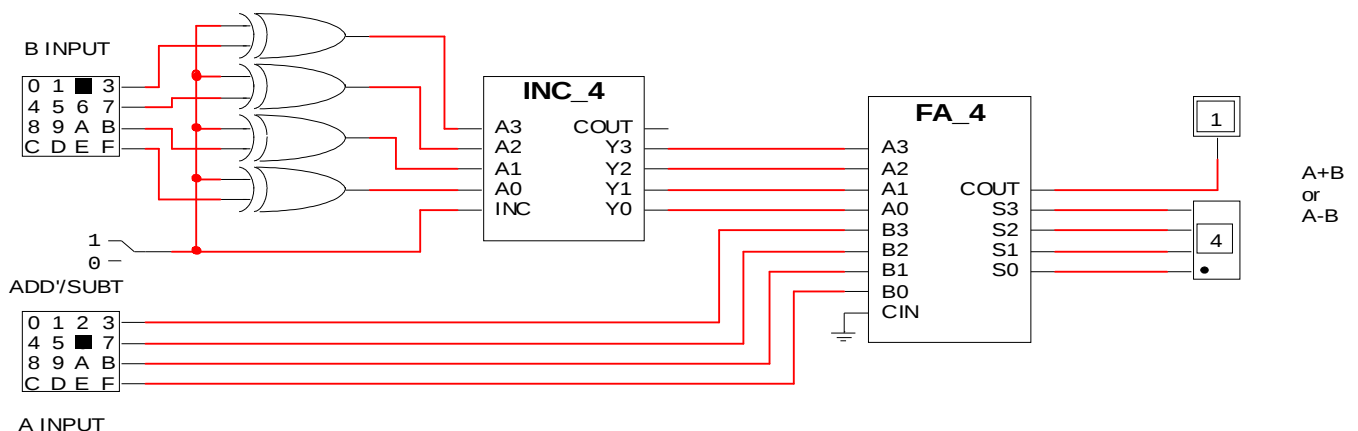 B INPUT
0 1 3
4 5 6 7
8 9 A B
C D E F
1
0
ADD'/SUBT
0 1 2 3
4 5 7
8 9 A B
C D E F
A INPUT
INC_4
A3 COUT
A2 Y3
A1 Y2
A0 Y1
INC Y0
FA_4
A3
A2
A1 COUT
A0 S3
B3 S2
B2 S1
B1 S0
B0
CIN
1
4
A+B
or
A-B